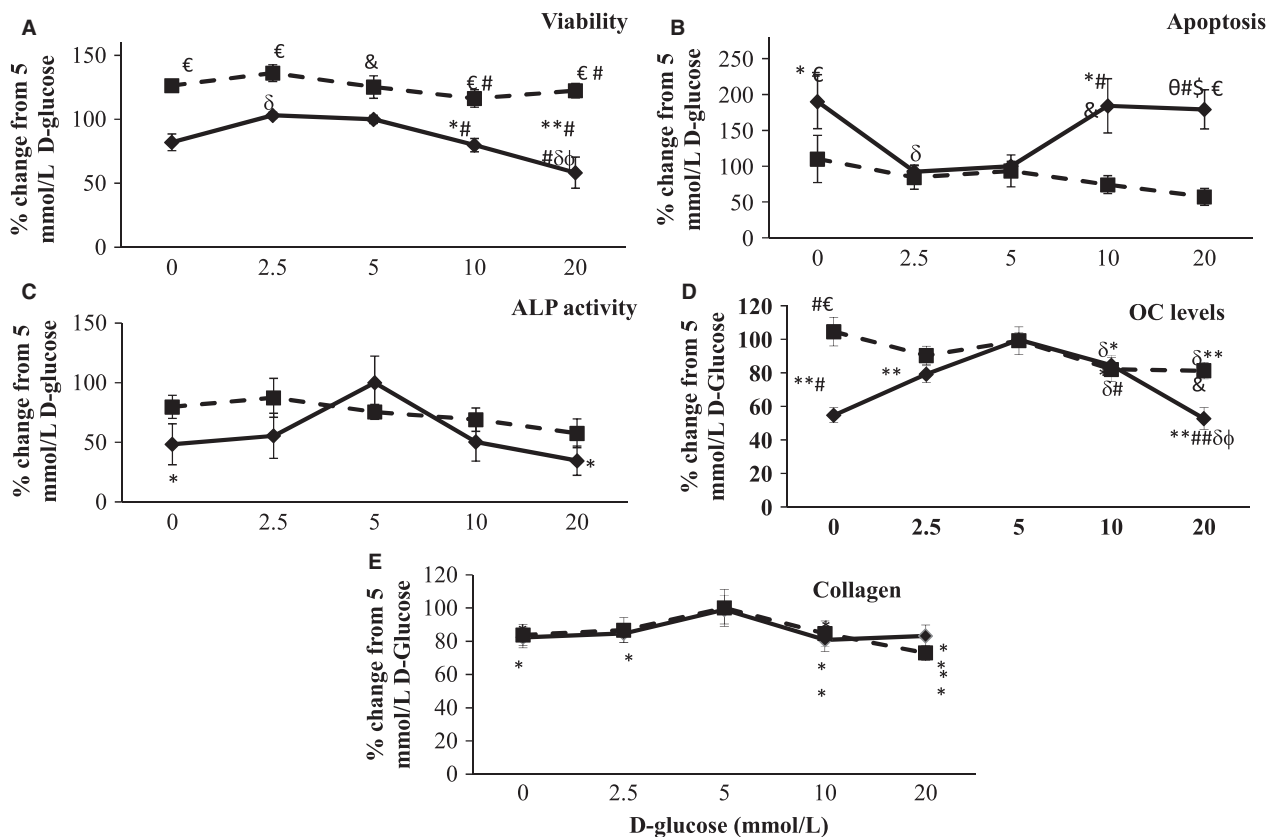 A
Viability
% change from 5
mmol/L D-glucose
150
100
50
0
€
€
&
€ #
€ #
δ
*#
**#
#δϕ
0 2.5 5 10 20
B
Apoptosis
% change from 5
mmol/L D-glucose
250
200
150
100
50
0
* €
δ
*#
&
θ#$ €
0 2.5 5 10 20
C
ALP activity
% change from 5
mmol/L D-glucose
150
100
50
0
*
*
0 2.5 5 10 20
D
OC levels
% change from 5
mmol/L D-Glucose
120
100
80
60
40
20
0
#€
**#
**
δ*
δ#
δ**
&
**##δϕ
0 2.5 5 10 20
E
Collagen
% change from 5
mmol/L D-Glucose
120
100
80
60
40
20
0
*
*
*
*
*
*
*
*
0 2.5 5 10 20
D-glucose (mmol/L)